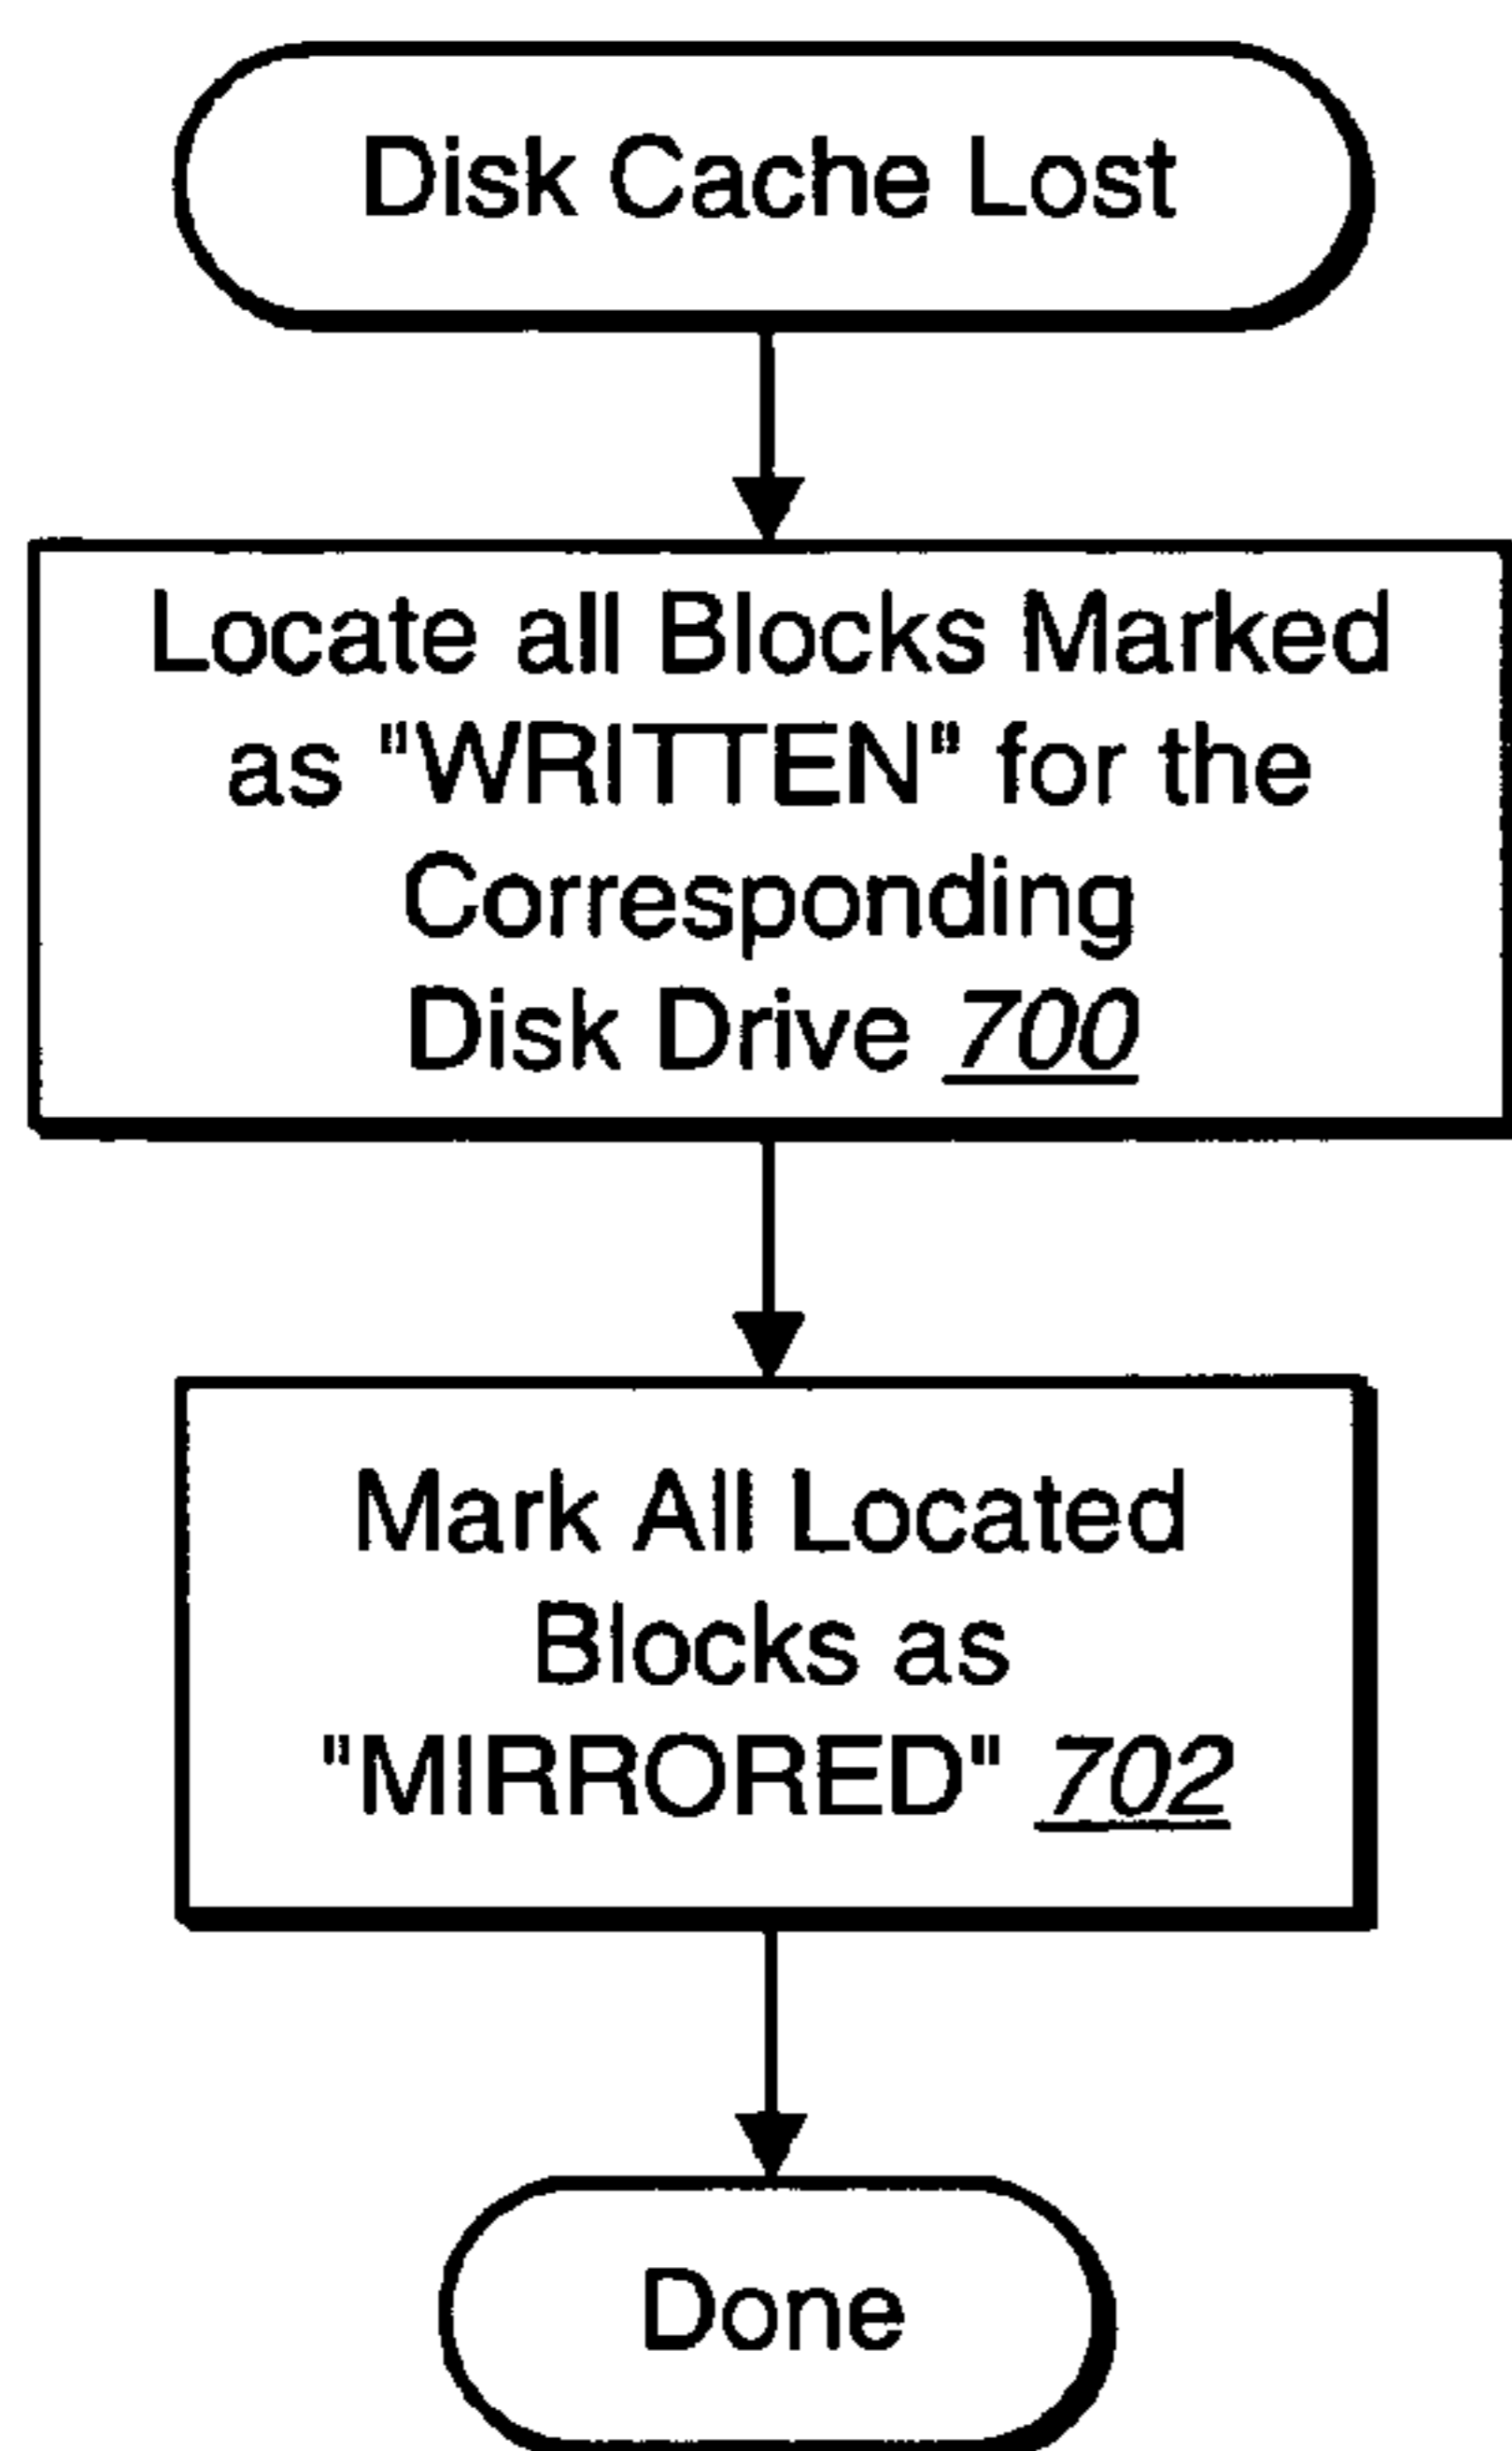 Disk Cache Lost
Locate all Blocks Marked
as "WRITTEN" for the
Corresponding
Disk Drive 700
Mark All Located
Blocks as
"MIRRORED" 702
Done